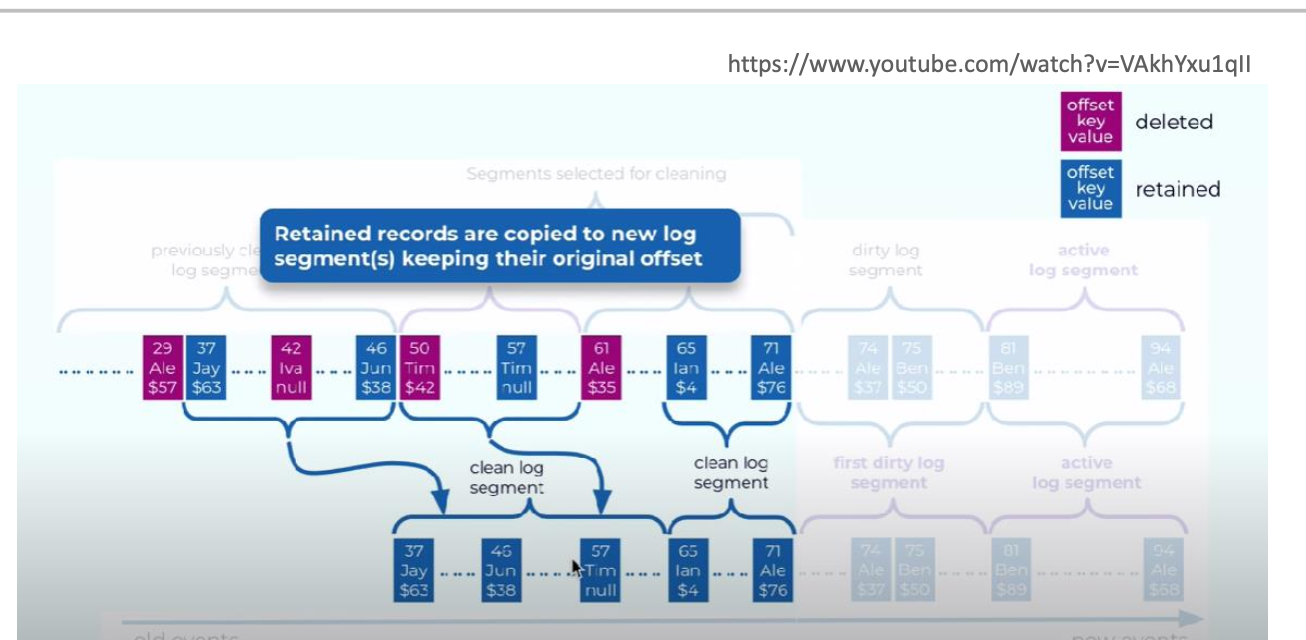 https://www.youtube.com/watch?v=VAkhYxu1qII
offset
key
value
deleted
offset
key
value
retained
Segments selected for cleaning
Retained records are copied to new log
segment(s) keeping their original offset
previously cle
log segme
dirty log
segment
active
log segment
29 37 42 46 50 57 61 65 71 74 75 81 94
Ale Jay Iva Jun Tim Tim Ale Ian Ale Ale Ben Ben Ale
$57 $63 null $38 $42 null $35 $4 $76 $37 $50 $89 $68
clean log
segment
clean log
segment
first dirty log
segment
active
log segment
37 46 57 65 71 74 75 81 94
Jay Jun Tim Ian Ale Ale Ben Ben Ale
$63 $38 null $4 $76 $37 $50 $89 $68
old events new events